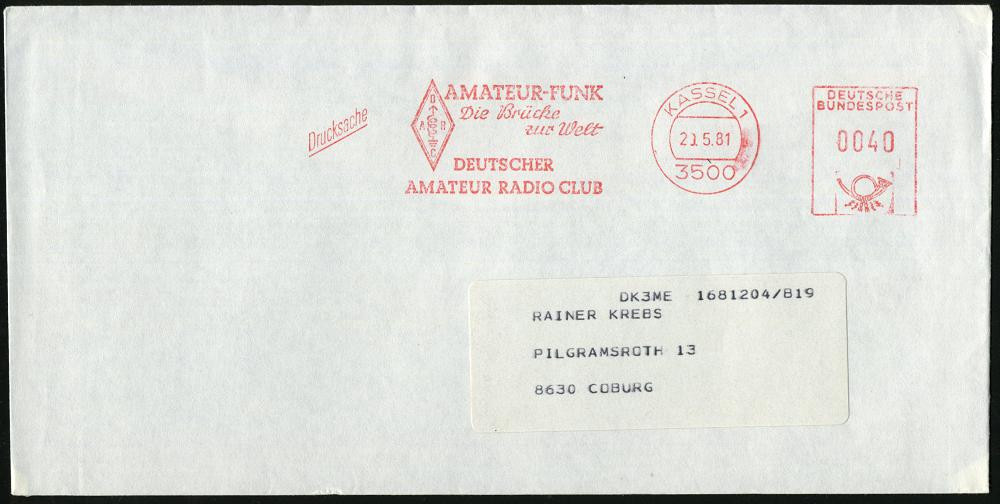 Drucksache
D
A R
C
AMATEUR-FUNK
Die Brücke
zur Welt
DEUTSCHER
AMATEUR RADIO CLUB
KASSEL 1
5.81
3500
DEUTSCHE
BUNDESPOST
0040
DK3ME 1681204/B19
RAINER KREBS
PILGRAMSROTH 13
8630 COBURG